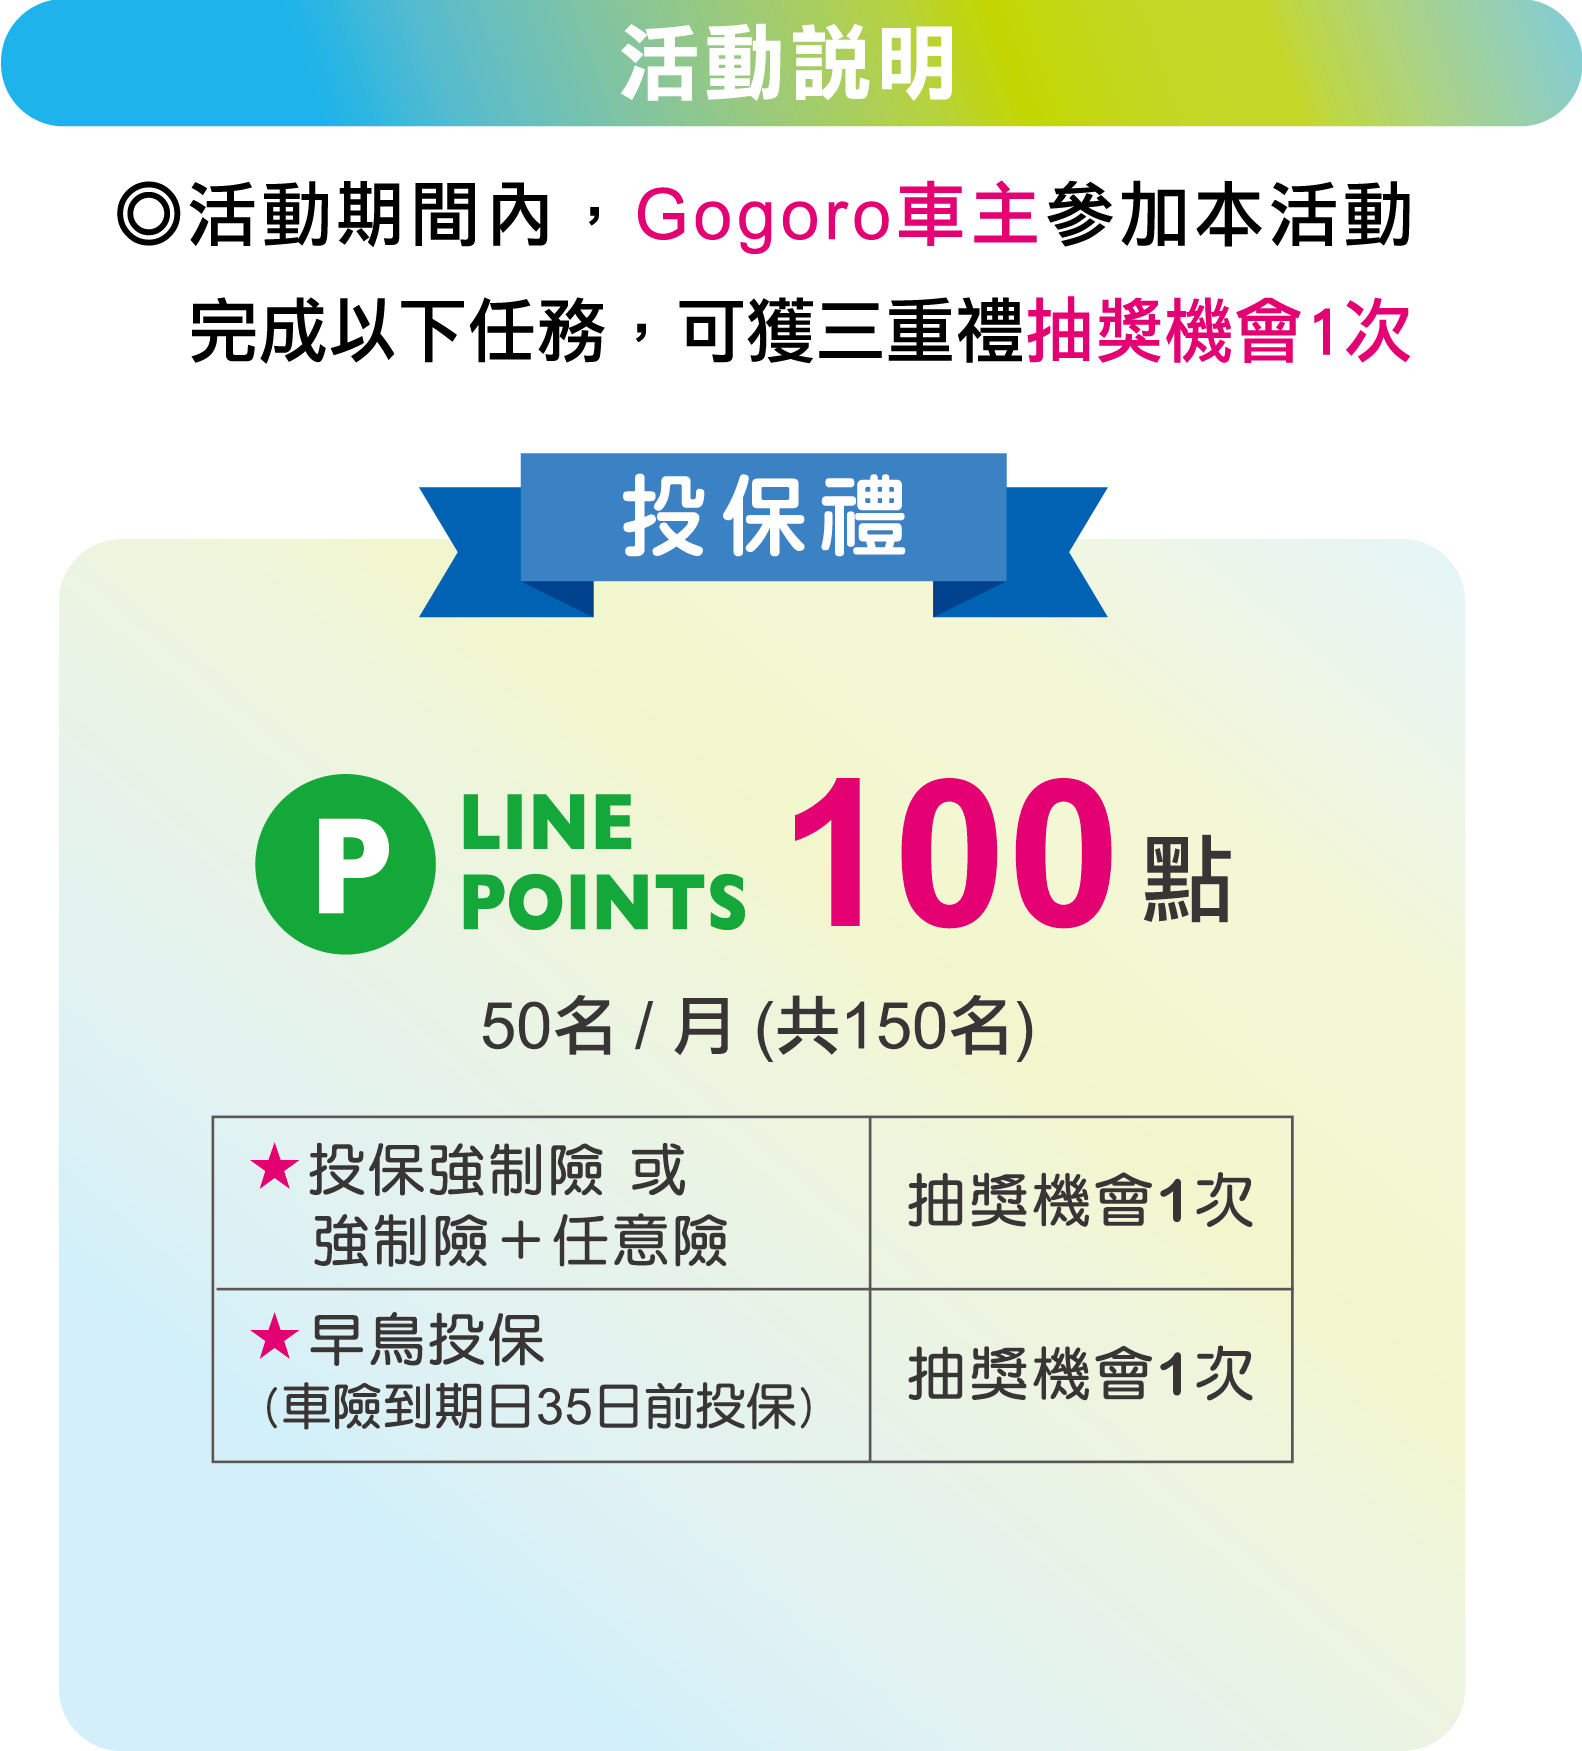 活動説明
◎活動期間內，Gogoro車主參加本活動
完成以下任務，可獲三重禮抽獎機會1次
投保禮
P LINE POINTS 100點
50名 / 月 (共150名)
★投保強制險 或
強制險＋任意險
抽獎機會1次
★早鳥投保
(車險到期日35日前投保)
抽獎機會1次